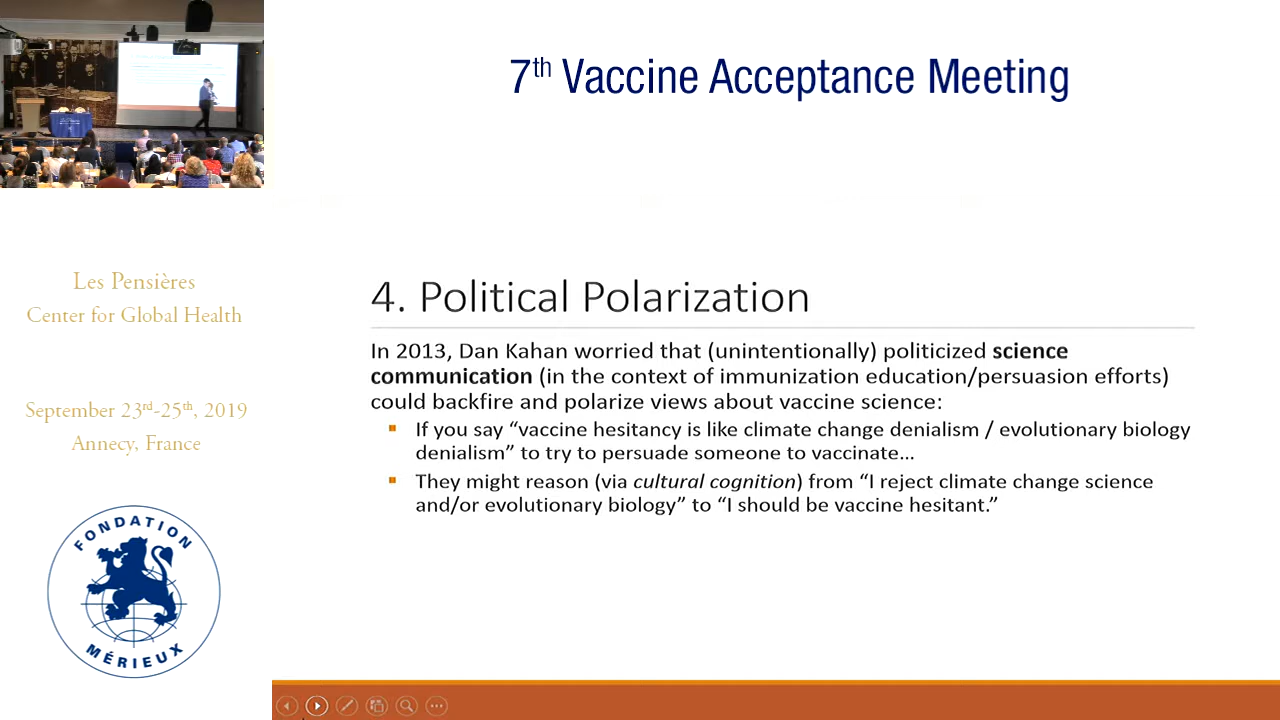 7th Vaccine Acceptance Meeting
Les Pensières
Center for Global Health
September 23rd-25th, 2019
Annecy, France
FONDATION
MÉRIEUX
4. Political Polarization
In 2013, Dan Kahan worried that (unintentionally) politicized science
communication (in the context of immunization education/persuasion efforts)
could backfire and polarize views about vaccine science:
If you say “vaccine hesitancy is like climate change denialism / evolutionary biology
denialism” to try to persuade someone to vaccinate…
They might reason (via cultural cognition) from “I reject climate change science
and/or evolutionary biology” to “I should be vaccine hesitant.”